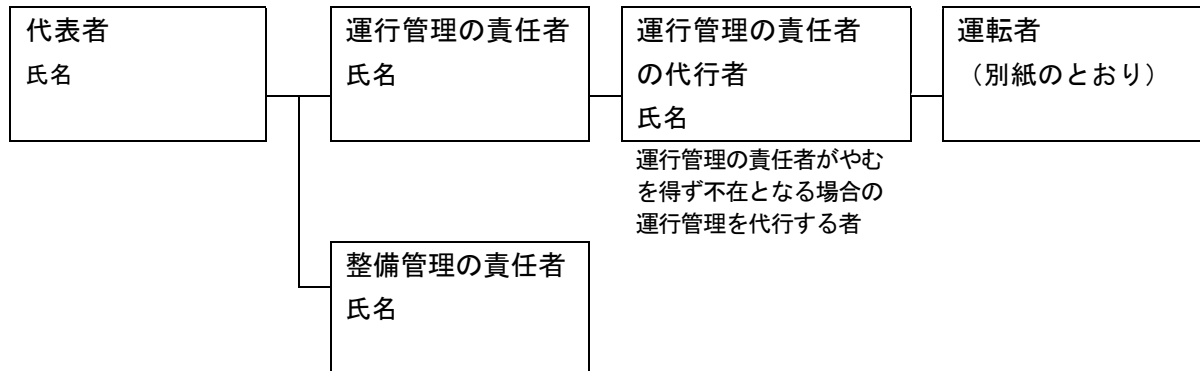 代表者
氏名
運行管理の責任者
氏名
運行管理の責任者
の代行者
氏名
運転者
（別紙のとおり）
運行管理の責任者がやむ
を得ず不在となる場合の
運行管理を代行する者
整備管理の責任者
氏名